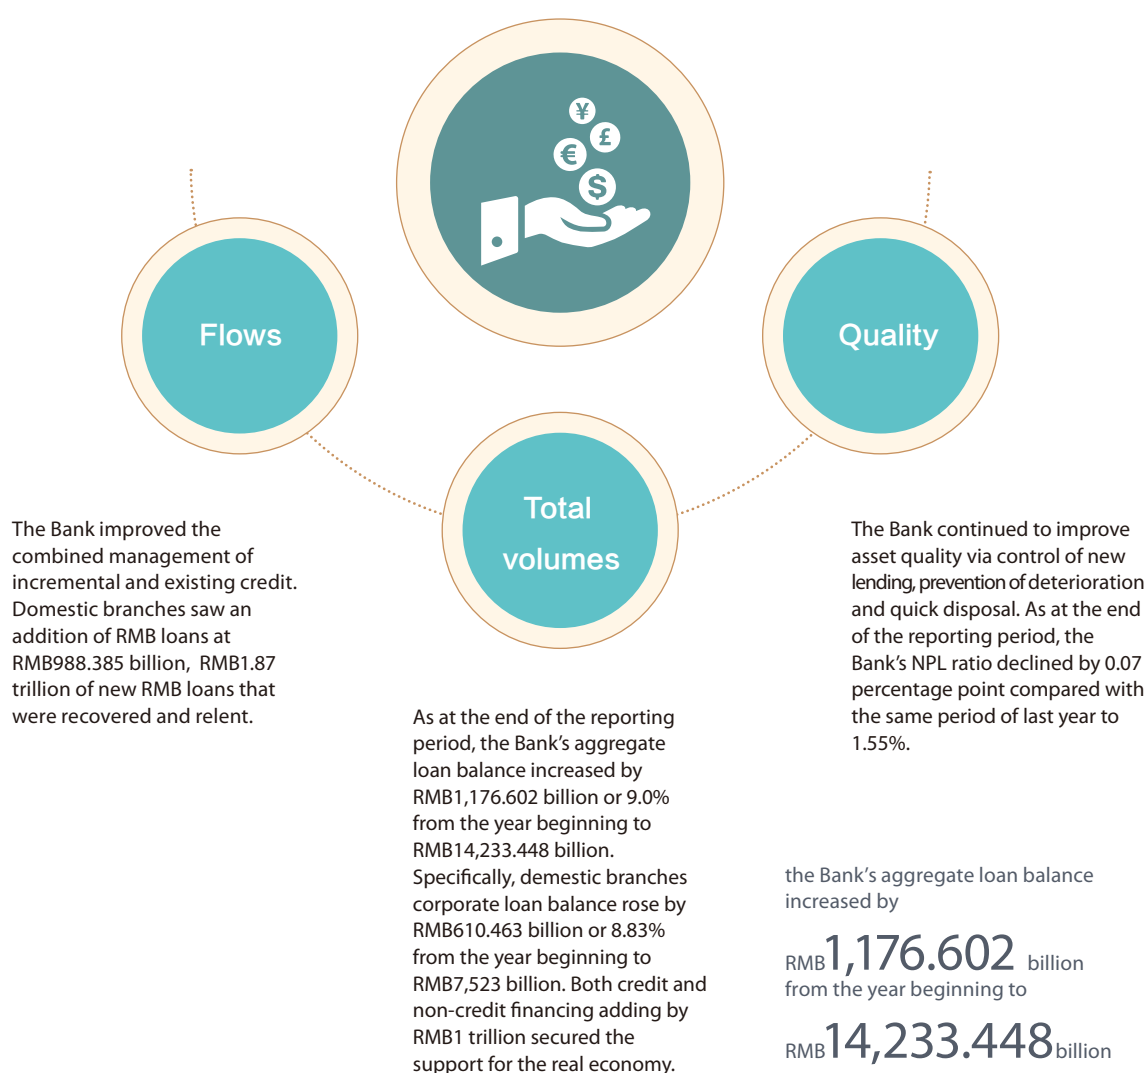 ¥
£
€
$
Flows
Quality
Total
volumes
The Bank improved the
combined management of
incremental and existing credit.
Domestic branches saw an
addition of RMB loans at
RMB988.385 billion, RMB1.87
trillion of new RMB loans that
were recovered and relent.
As at the end of the reporting
period, the Bank's aggregate
loan balance increased by
RMB1,176.602 billion or 9.0%
from the year beginning to
RMB14,233.448 billion.
Specifically, demestic branches
corporate loan balance rose by
RMB610.463 billion or 8.83%
from the year beginning to
RMB7,523 billion. Both credit and
non-credit financing adding by
RMB1 trillion secured the
support for the real economy.
The Bank continued to improve
asset quality via control of new
lending, prevention of deterioration
and quick disposal. As at the end
of the reporting period, the
Bank's NPL ratio declined by 0.07
percentage point compared with
the same period of last year to
1.55%.
the Bank's aggregate loan balance
increased by
RMB1,176.602 billion
from the year beginning to
RMB14,233.448 billion